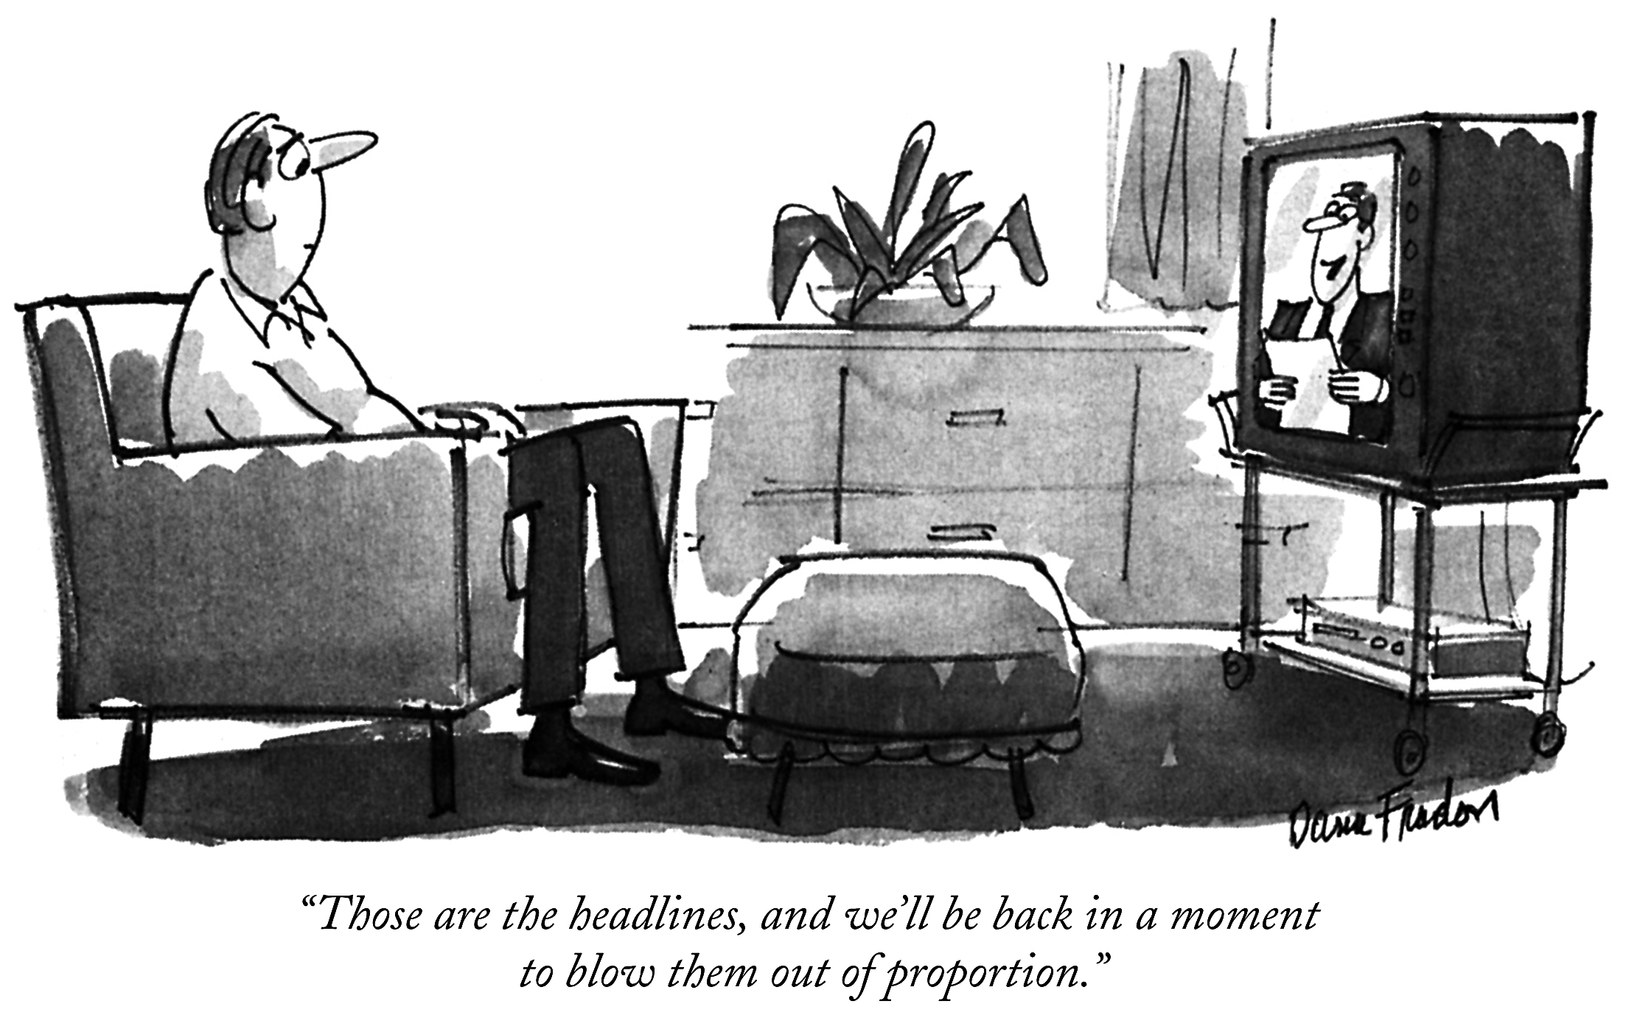 Dana Fradon
“Those are the headlines, and we’ll be back in a moment
to blow them out of proportion.”